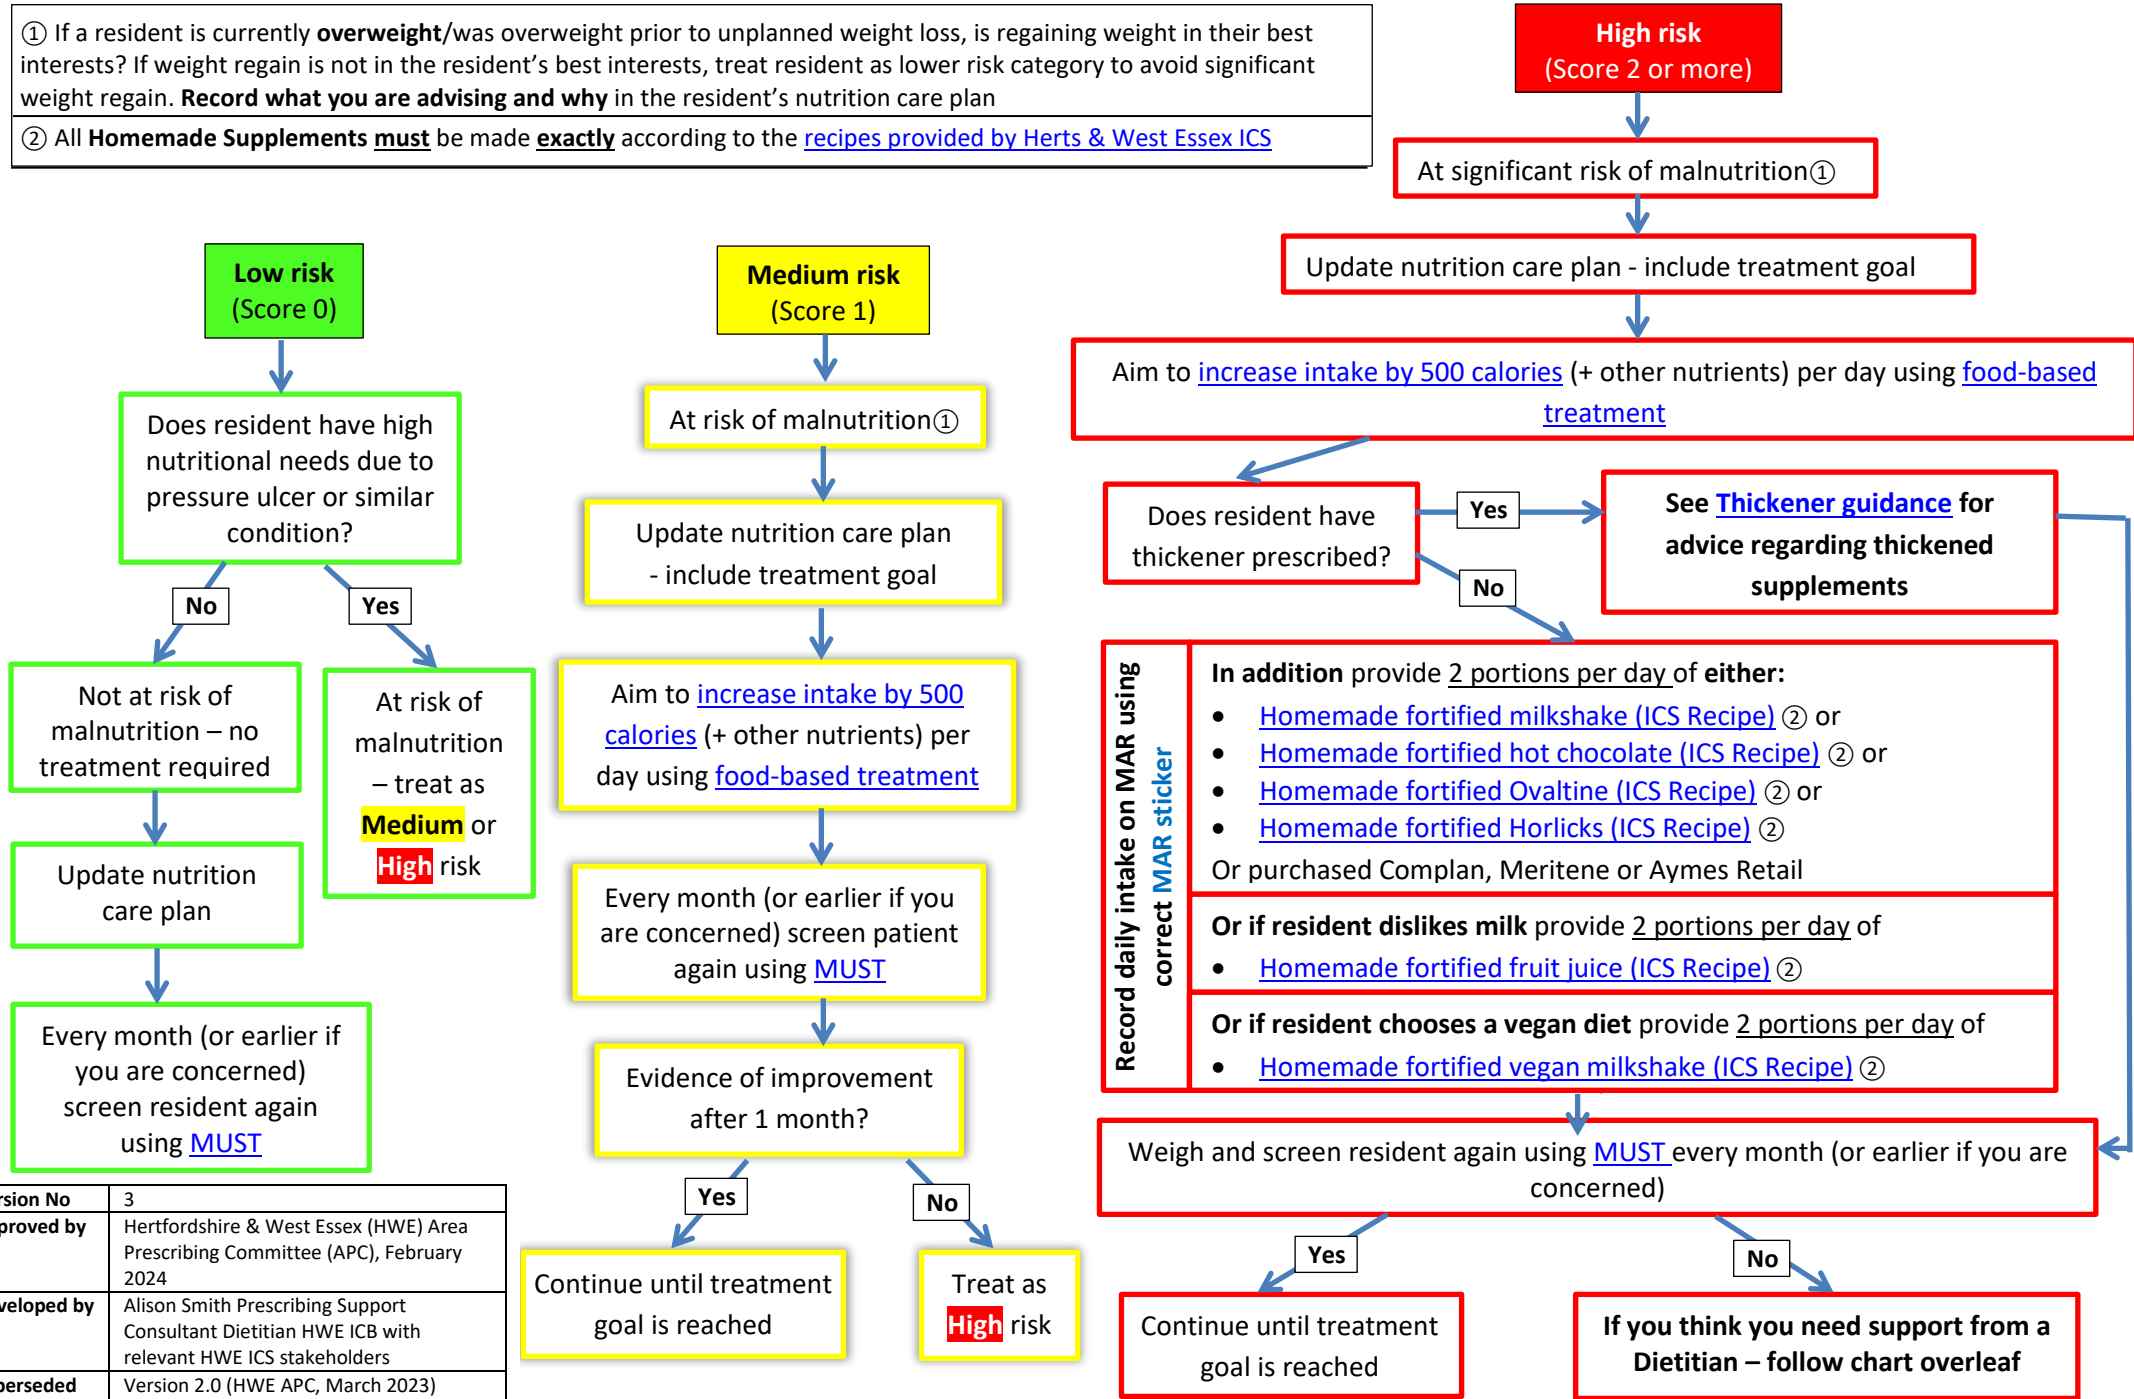 ① If a resident is currently overweight/was overweight prior to unplanned weight loss, is regaining weight in their best
interests? If weight regain is not in the resident's best interests, treat resident as lower risk category to avoid significant
weight regain. Record what you are advising and why in the resident's nutrition care plan
② All Homemade Supplements must be made exactly according to the recipes provided by Herts & West Essex ICS
Low risk
(Score 0)
Does resident have high
nutritional needs due to
pressure ulcer or similar
condition?
No
Yes
Not at risk of
malnutrition – no
treatment required
At risk of
malnutrition
– treat as
Medium or
High risk
Update nutrition
care plan
Every month (or earlier if
you are concerned)
screen resident again
using MUST
Medium risk
(Score 1)
At risk of malnutrition①
Update nutrition care plan
- include treatment goal
Aim to increase intake by 500
calories (+ other nutrients) per
day using food-based treatment
Every month (or earlier if you
are concerned) screen patient
again using MUST
Evidence of improvement
after 1 month?
Yes
No
Continue until treatment
goal is reached
Treat as
High risk
High risk
(Score 2 or more)
At significant risk of malnutrition①
Update nutrition care plan - include treatment goal
Aim to increase intake by 500 calories (+ other nutrients) per day using food-based
treatment
Does resident have
thickener prescribed?
Yes
No
See Thickener guidance for
advice regarding thickened
supplements
Record daily intake on MAR using
correct MAR sticker
In addition provide 2 portions per day of either:
• Homemade fortified milkshake (ICS Recipe) ② or
• Homemade fortified hot chocolate (ICS Recipe) ② or
• Homemade fortified Ovaltine (ICS Recipe) ② or
• Homemade fortified Horlicks (ICS Recipe) ②
Or purchased Complan, Meritene or Aymes Retail
Or if resident dislikes milk provide 2 portions per day of
• Homemade fortified fruit juice (ICS Recipe) ②
Or if resident chooses a vegan diet provide 2 portions per day of
• Homemade fortified vegan milkshake (ICS Recipe) ②
Weigh and screen resident again using MUST every month (or earlier if you are
concerned)
Yes
No
Continue until treatment
goal is reached
If you think you need support from a
Dietitian – follow chart overleaf
rsion No 3
proved by Hertfordshire & West Essex (HWE) Area
Prescribing Committee (APC), February
2024
veloped by Alison Smith Prescribing Support
Consultant Dietitian HWE ICB with
relevant HWE ICS stakeholders
perseded Version 2.0 (HWE APC, March 2023)